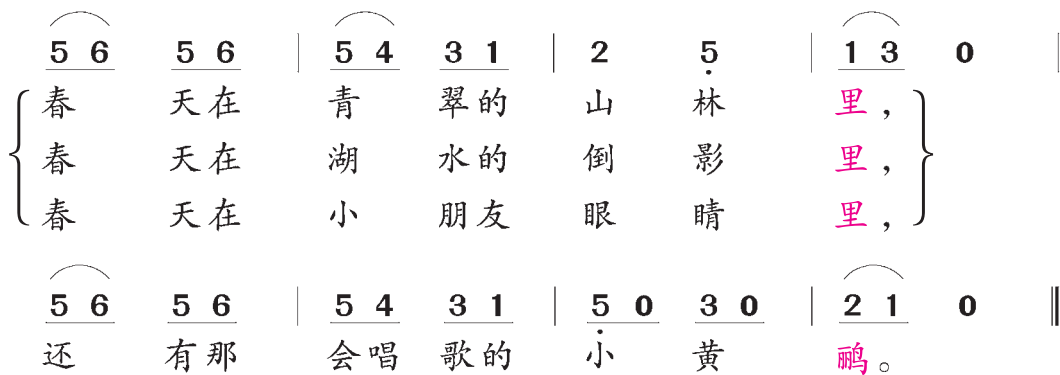 5 6 5 6 | 5 4 3 1 | 2 5̣ | 1 3 0 |
春 天在 青 翠的 山 林 里，
春 天在 湖 水的 倒 影 里，
春 天在 小 朋友 眼 睛 里，
5 6 5 6 | 5 4 3 1 | 5̣ 0 3 0 | 2 1 0 ‖
还 有那 会唱 歌的 小 黄 鹂。